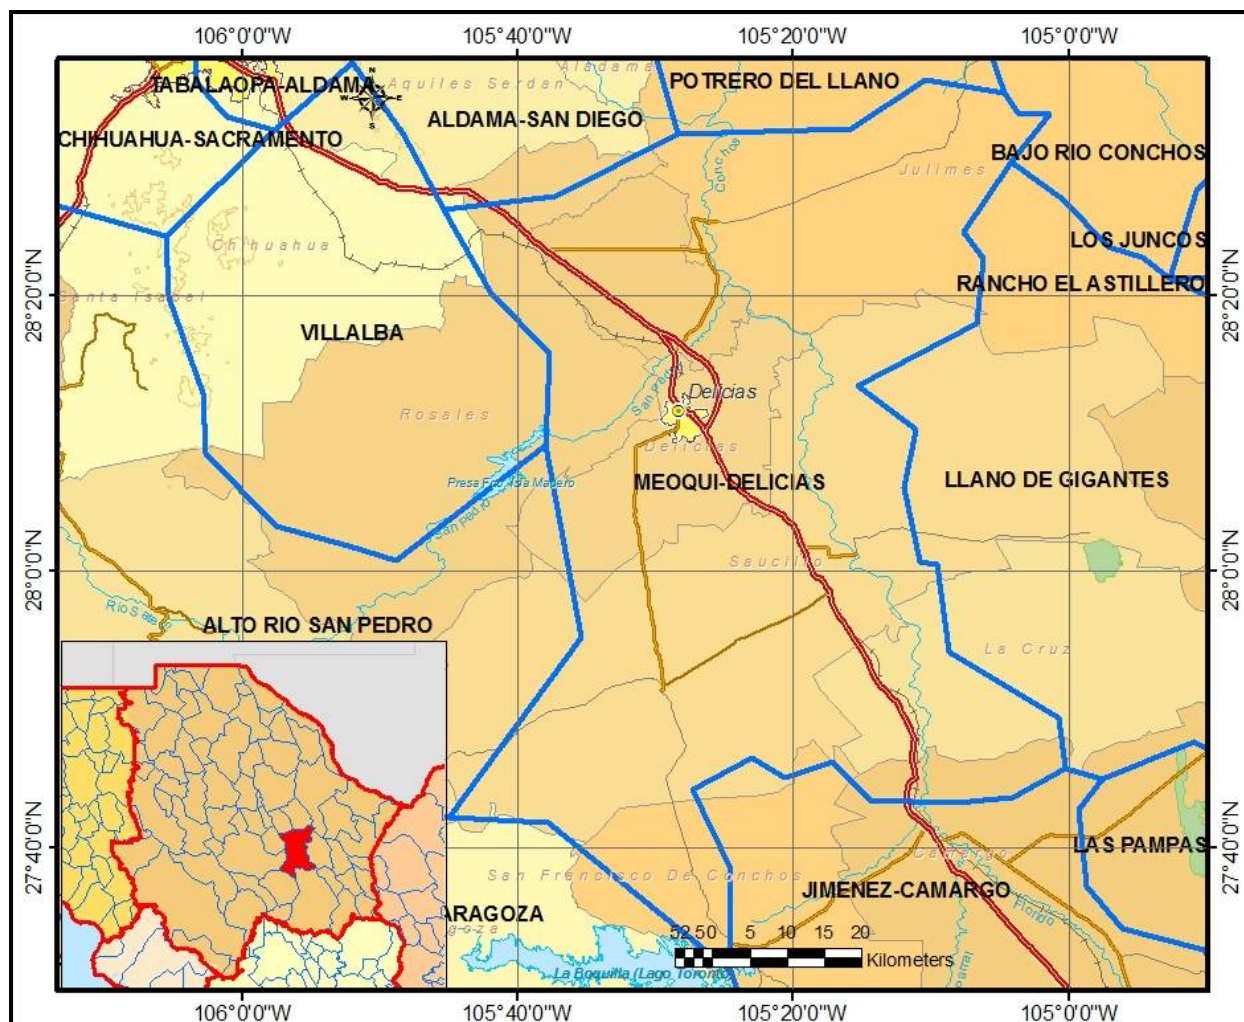 106°0'0"W 105°40'0"W 105°20'0"W 105°0'0"W
TABALAOPA-ALDAMA
N
W E
S
Aquiles Serdan
Aldama
POTRERO DEL LLANO
CHIHUAHUA-SACRAMENTO
ALDAMA-SAN DIEGO
Conchos
BAJO RIO CONCHOS
Julimes
Chihuahua
LOS JUNCOS
28°20'0"N
Santa Isabel
RANCHO EL ASTILLERO
28°20'0"N
VILLALBA
San Pedro
Delicias
Rosales
Delicias
Presa Fco. I. Madero
MEOQUI-DELICIAS
LLANO DE GIGANTES
San Pedro
28°0'0"N
Saucillo
28°0'0"N
Rio Satevo
ALTO RIO SAN PEDRO
La Cruz
27°40'0"N
Camargo
LAS PAMPAS
27°40'0"N
San Francisco De Conchos
JIMENEZ-CAMARGO
ARAGOZA
goza
Florido
52.50 5 10 15 20
Kilometers
La Boquilla (Lago Toronto)
Parral
106°0'0"W 105°40'0"W 105°20'0"W 105°0'0"W